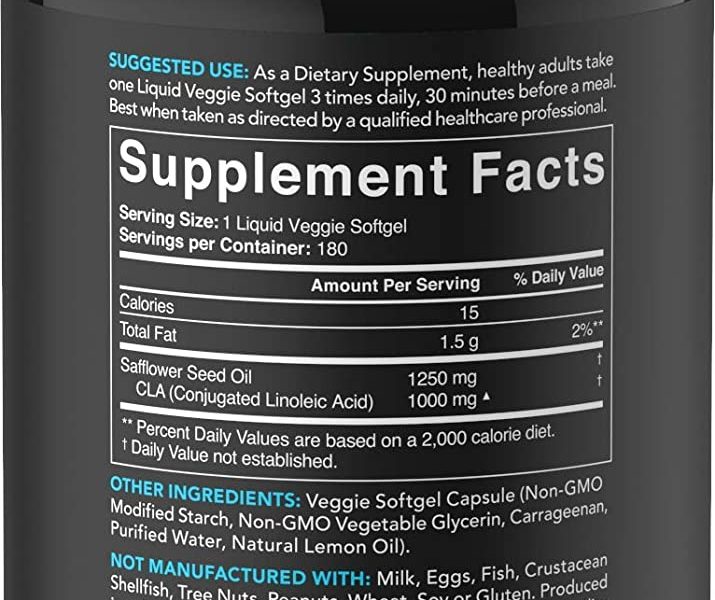 SUGGESTED USE: As a Dietary Supplement, healthy adults take
one Liquid Veggie Softgel 3 times daily, 30 minutes before a meal.
Best when taken as directed by a qualified healthcare professional.
Supplement Facts
Serving Size: 1 Liquid Veggie Softgel
Servings per Container: 180
Amount Per Serving % Daily Value
Calories 15
Total Fat 1.5 g 2%**
Safflower Seed Oil 1250 mg †
CLA (Conjugated Linoleic Acid) 1000 mg ▲ †
** Percent Daily Values are based on a 2,000 calorie diet.
† Daily Value not established.
OTHER INGREDIENTS: Veggie Softgel Capsule (Non-GMO
Modified Starch, Non-GMO Vegetable Glycerin, Carrageenan,
Purified Water, Natural Lemon Oil).
NOT MANUFACTURED WITH: Milk, Eggs, Fish, Crustacean
Shellfish, Tree Nuts, Peanuts, Wheat, Soy or Gluten. Produced